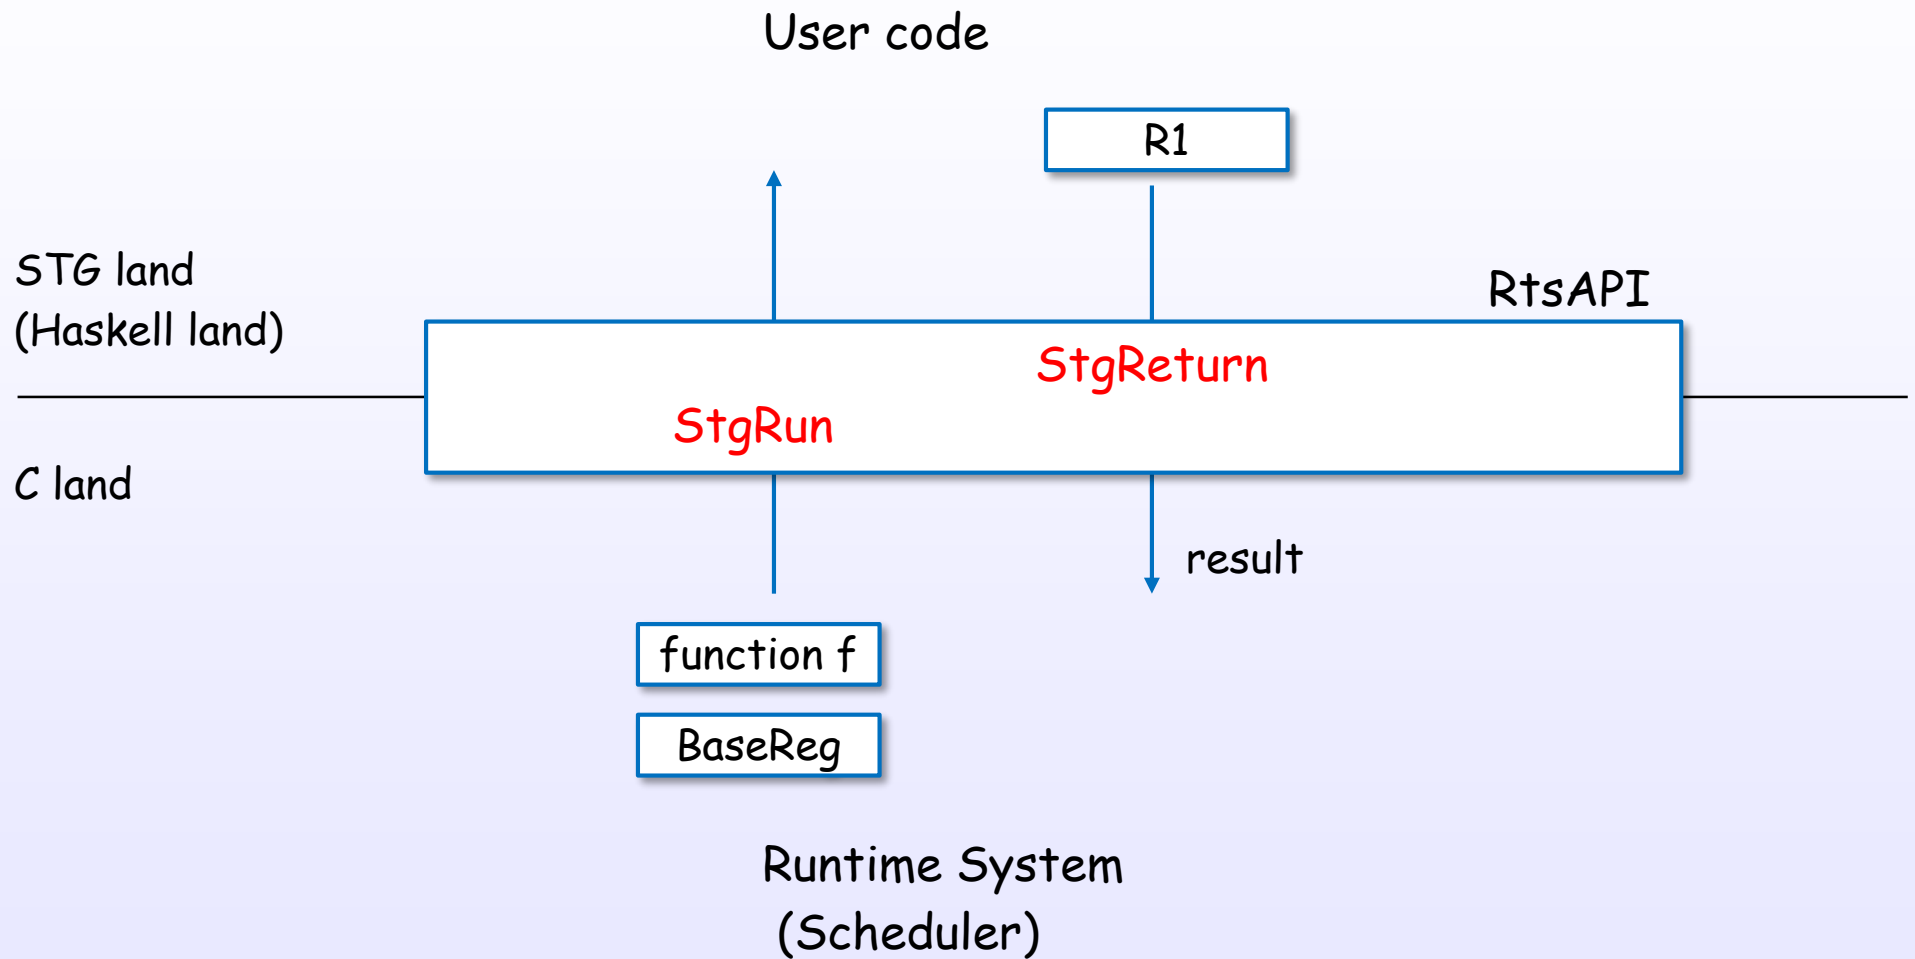 User code
R1
STG land
(Haskell land)
RtsAPI
StgReturn
StgRun
C land
result
function f
BaseReg
Runtime System
(Scheduler)